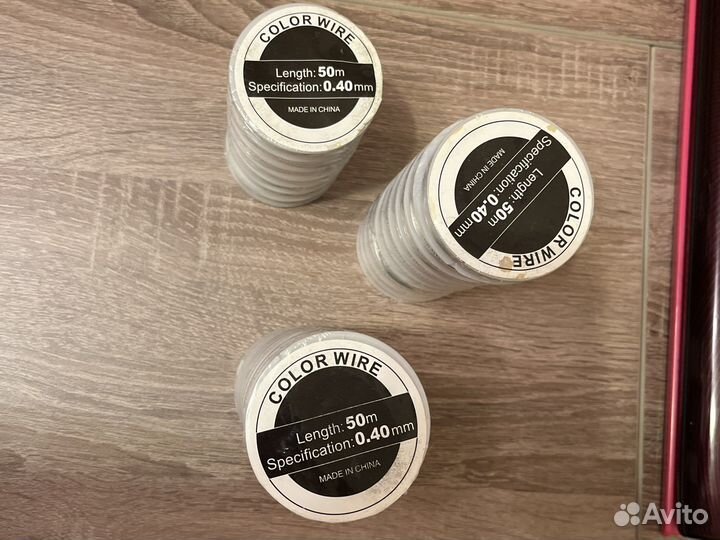 COLOR WIRE
Length: 50m
Specification: 0.40mm
MADE IN CHINA
COLOR WIRE
Length: 50m
Specification: 0.40mm
MADE IN CHINA
COLOR WIRE
Length: 50m
Specification: 0.40mm
MADE IN CHINA
Avito